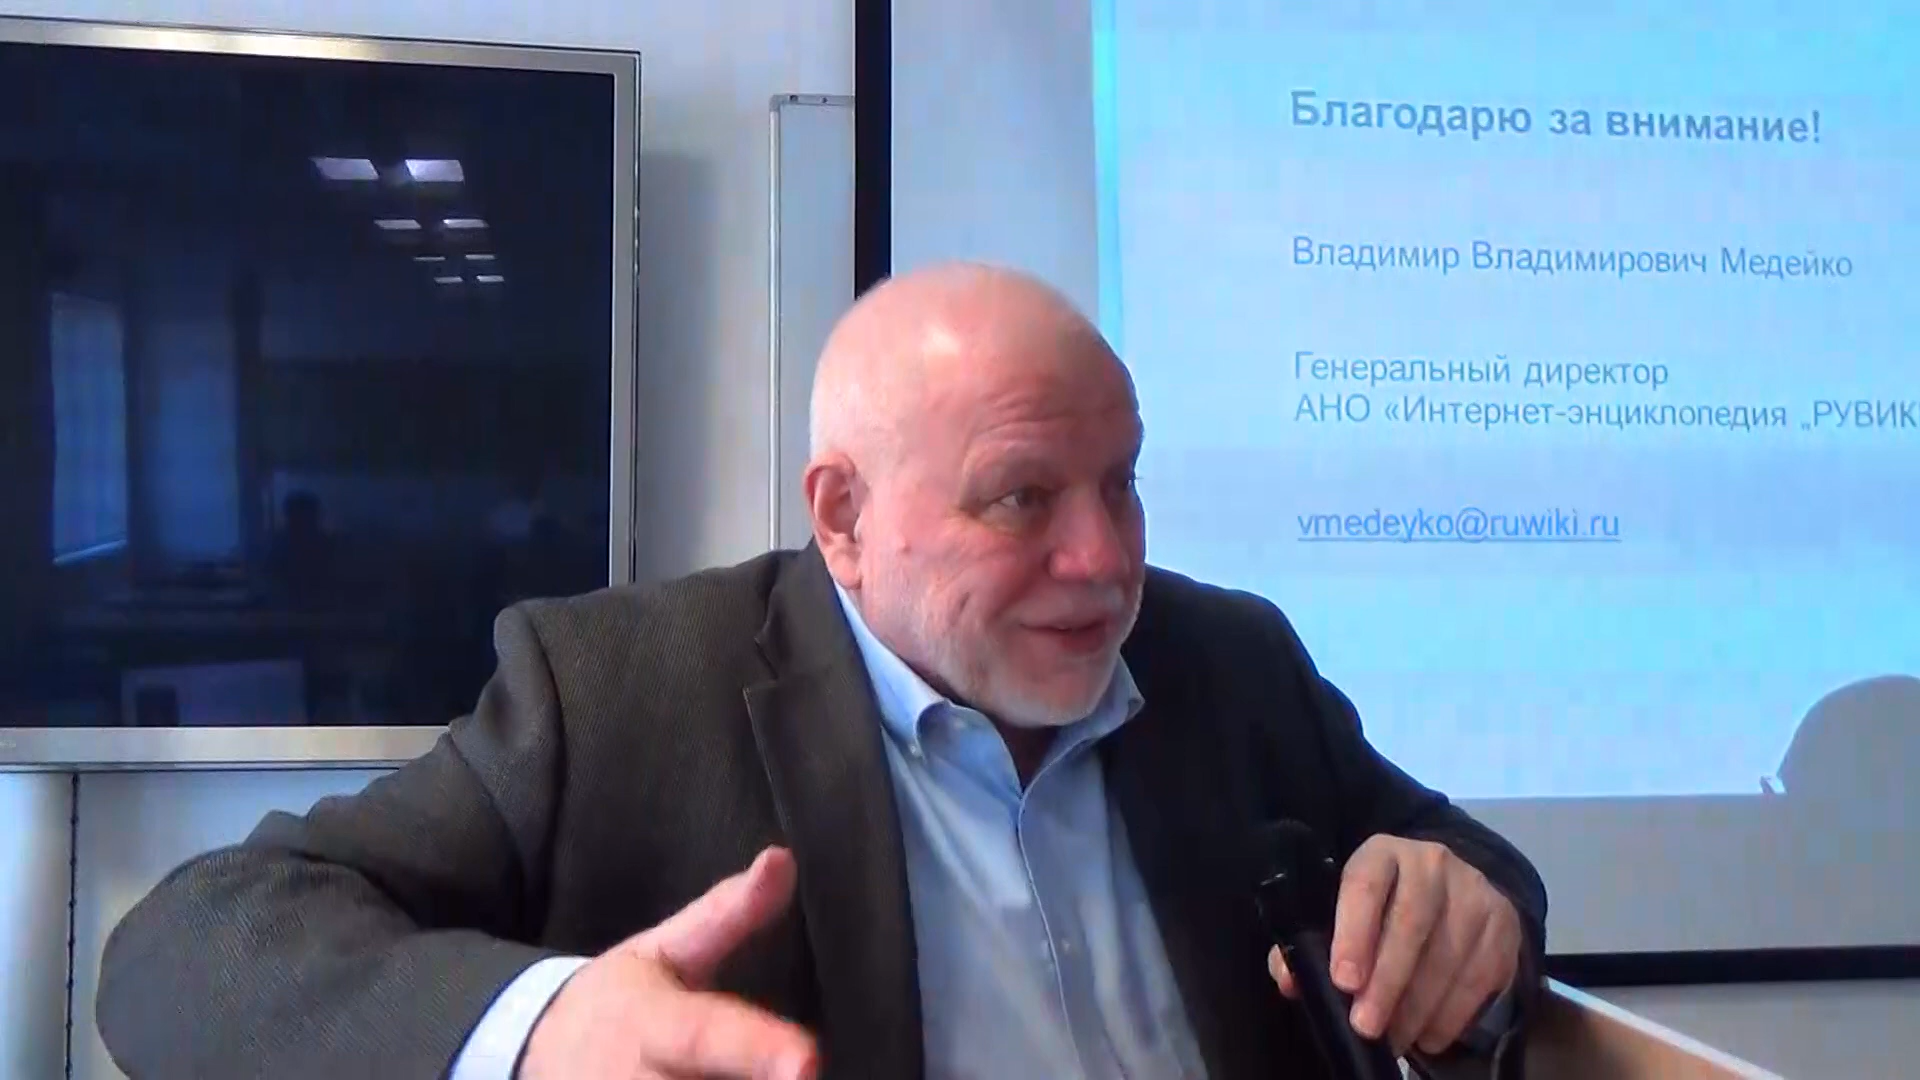 Благодарю за внимание!
Владимир Владимирович Медейко
Генеральный директор
АНО «Интернет-энциклопедия „РУВИК
vmedeyko@ruwiki.ru